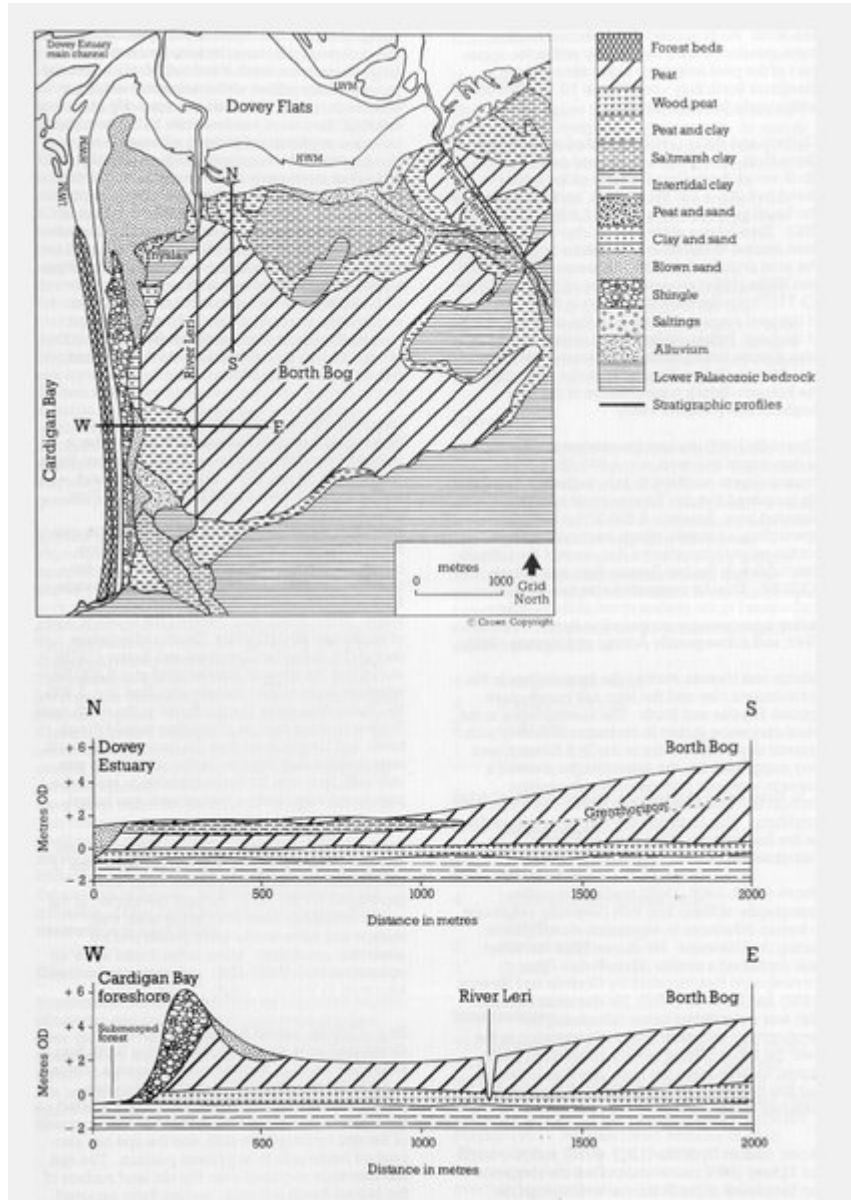 Dovey Estuary
main channel
LWM
Dovey Flats
HWM
N
HWM
LWM
Ynyslas
River Leri
S
Borth Bog
Cardigan Bay
W
E
metres
0
1000
Grid
North
© Crown Copyright
Forest beds
Peat
Wood peat
Peat and clay
Saltmarsh clay
Intertidal clay
Peat and sand
Clay and sand
Blown sand
Shingle
Saltings
Alluvium
Lower Palaeozoic bedrock
Stratigraphic profiles
N
S
Dovey
Estuary
Borth Bog
Grenzhorizont
Metres OD
+ 6
+ 4
+ 2
0
− 2
0
500
1000
1500
2000
Distance in metres
W
E
Cardigan Bay
foreshore
Submerged
forest
River Leri
Borth Bog
Metres OD
+ 6
+ 4
+ 2
0
− 2
0
500
1000
1500
2000
Distance in metres